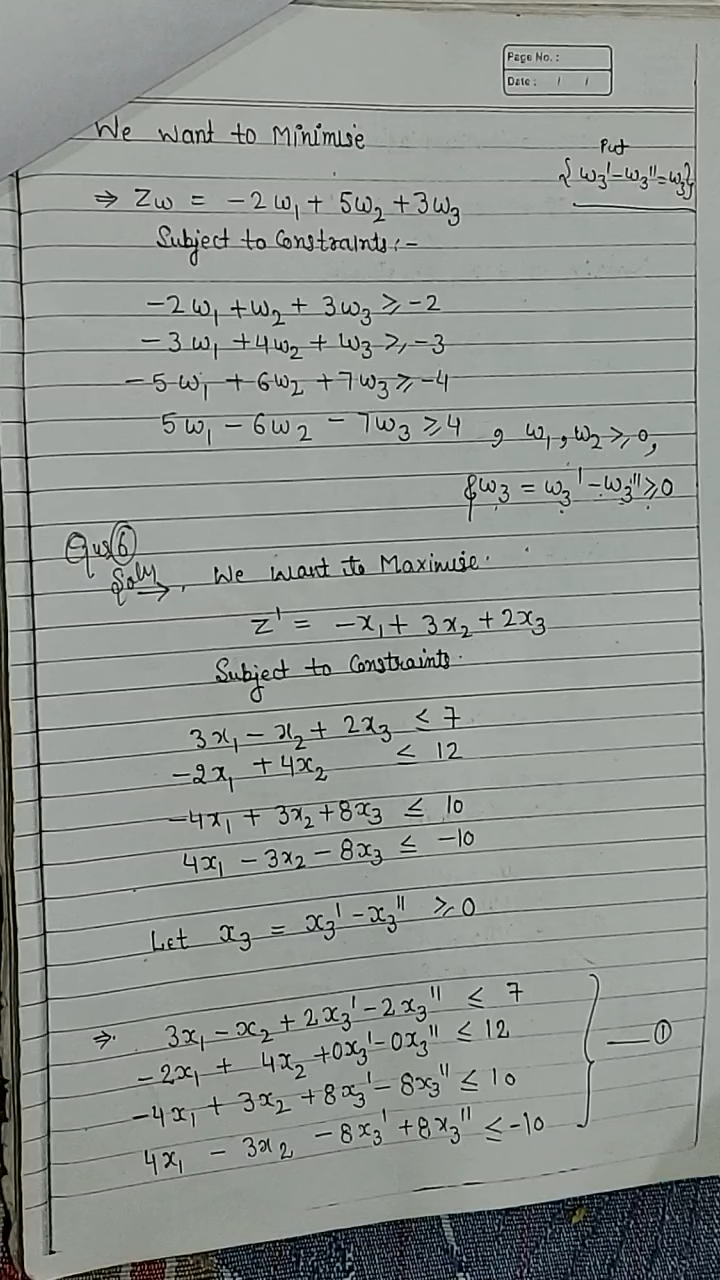 Page No. :
Date : / /
We want to Minimise
Put
{w₃' - w₃'' = w₃}
⇒ Zw = -2w₁ + 5w₂ + 3w₃
Subject to Constraints :-
-2w₁ + w₂ + 3w₃ ≥ -2
-3w₁ + 4w₂ + w₃ ≥ -3
-5w₁ + 6w₂ + 7w₃ ≥ -4
5w₁ - 6w₂ - 7w₃ ≥ 4 , w₁, w₂ ≥ 0,
& w₃ = w₃' - w₃'' ≥ 0
Qus 6
Soln → We want to Maximise.
Z' = -x₁ + 3x₂ + 2x₃
Subject to Constraints.
3x₁ - x₂ + 2x₃ ≤ 7
-2x₁ + 4x₂ ≤ 12
-4x₁ + 3x₂ + 8x₃ ≤ 10
4x₁ - 3x₂ - 8x₃ ≤ -10
Let x₃ = x₃' - x₃'' ≥ 0
⇒ 3x₁ - x₂ + 2x₃' - 2x₃'' ≤ 7
-2x₁ + 4x₂ + 0x₃' - 0x₃'' ≤ 12
-4x₁ + 3x₂ + 8x₃' - 8x₃'' ≤ 10
4x₁ - 3x₂ - 8x₃' + 8x₃'' ≤ -10
} — ①